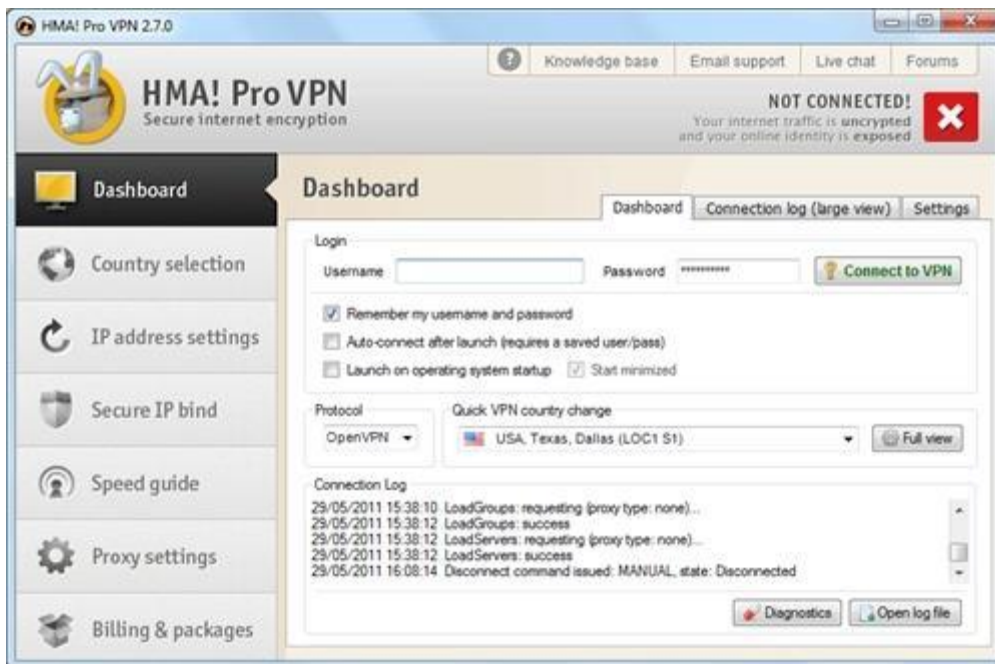 HMA! Pro VPN 2.7.0
? Knowledge base Email support Live chat Forums
HMA! Pro VPN
Secure internet encryption
NOT CONNECTED!
Your internet traffic is unencrypted
and your online identity is exposed
Dashboard
Country selection
IP address settings
Secure IP bind
Speed guide
Proxy settings
Billing & packages
Dashboard
Dashboard Connection log (large view) Settings
Login
Username Password ********** Connect to VPN
Remember my username and password
Auto-connect after launch (requires a saved user/pass)
Launch on operating system startup Start minimized
Protocol Quick VPN country change
OpenVPN USA, Texas, Dallas (LOC1 S1) Full view
Connection Log
29/05/2011 15:38:10 LoadGroups: requesting (proxy type: none)...
29/05/2011 15:38:12 LoadGroups: success
29/05/2011 15:38:12 LoadServers: requesting (proxy type: none)...
29/05/2011 15:38:12 LoadServers: success
29/05/2011 16:08:14 Disconnect command issued: MANUAL, state: Disconnected
Diagnostics Open log file